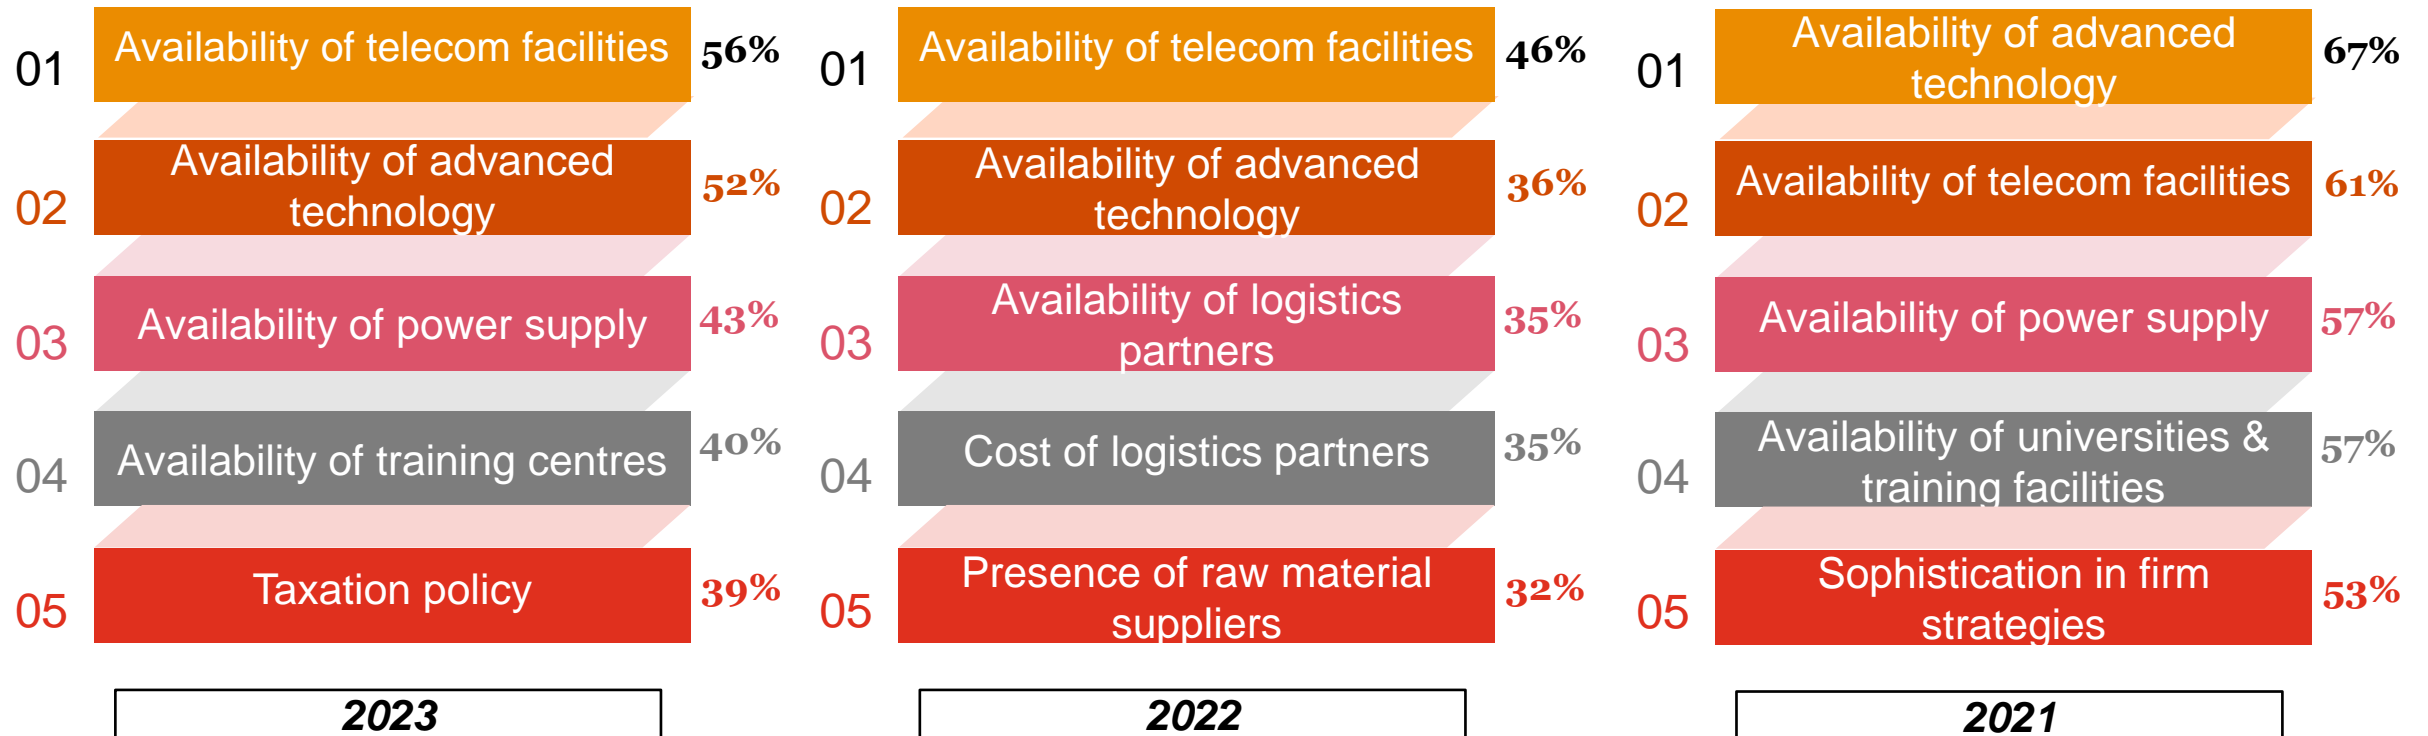 01
Availability of telecom facilities
56%
02
Availability of advanced
technology
52%
03
Availability of power supply
43%
04
Availability of training centres
40%
05
Taxation policy
39%
2023
01
Availability of telecom facilities
46%
02
Availability of advanced
technology
36%
03
Availability of logistics
partners
35%
04
Cost of logistics partners
35%
05
Presence of raw material
suppliers
32%
2022
01
Availability of advanced
technology
67%
02
Availability of telecom facilities
61%
03
Availability of power supply
57%
04
Availability of universities &
training facilities
57%
05
Sophistication in firm
strategies
53%
2021